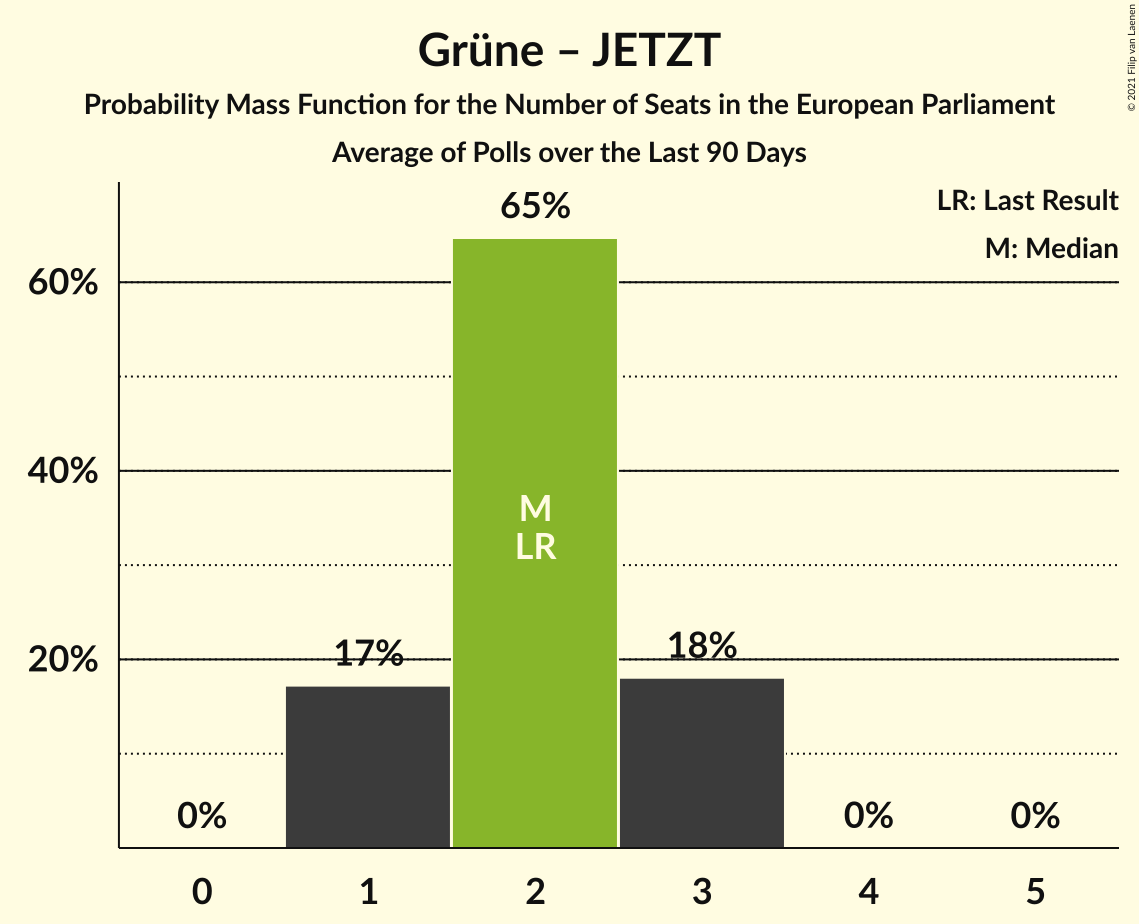 Grüne – JETZT
Probability Mass Function for the Number of Seats in the European Parliament
Average of Polls over the Last 90 Days
© 2021 Filip van Laenen
LR: Last Result
M: Median
65%
60%
40%
M
LR
17%
18%
20%
0%
0%
0%
0 1 2 3 4 5